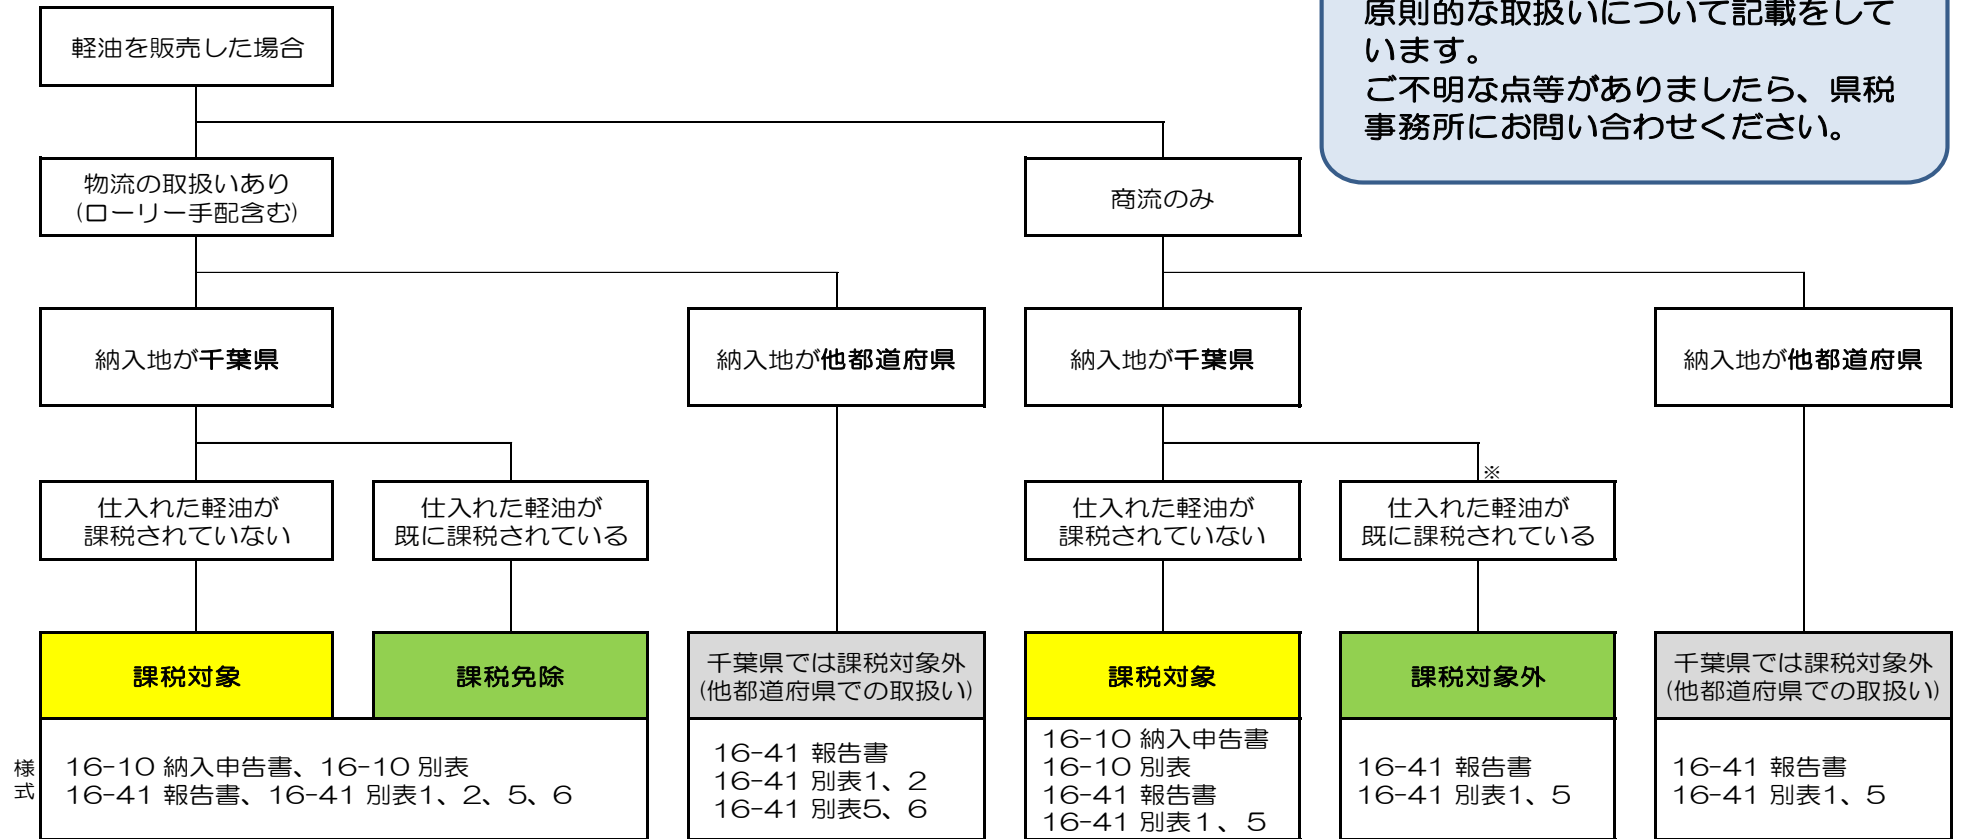 原則的な取扱いについて記載をして
います。
ご不明な点等がありましたら、県税
事務所にお問い合わせください。
軽油を販売した場合
物流の取扱いあり
(ローリー手配含む)
商流のみ
納入地が千葉県
納入地が他都道府県
納入地が千葉県
納入地が他都道府県
仕入れた軽油が
課税されていない
仕入れた軽油が
既に課税されている
仕入れた軽油が
課税されていない
※
仕入れた軽油が
既に課税されている
課税対象
課税免除
千葉県では課税対象外
(他都道府県での取扱い)
課税対象
課税対象外
千葉県では課税対象外
(他都道府県での取扱い)
様
式
16-10 納入申告書、16-10 別表
16-41 報告書、16-41 別表1、2、5、6
16-41 報告書
16-41 別表1、2
16-41 別表5、6
16-10 納入申告書
16-10 別表
16-41 報告書
16-41 別表1、5
16-41 報告書
16-41 別表1、5
16-41 報告書
16-41 別表1、5